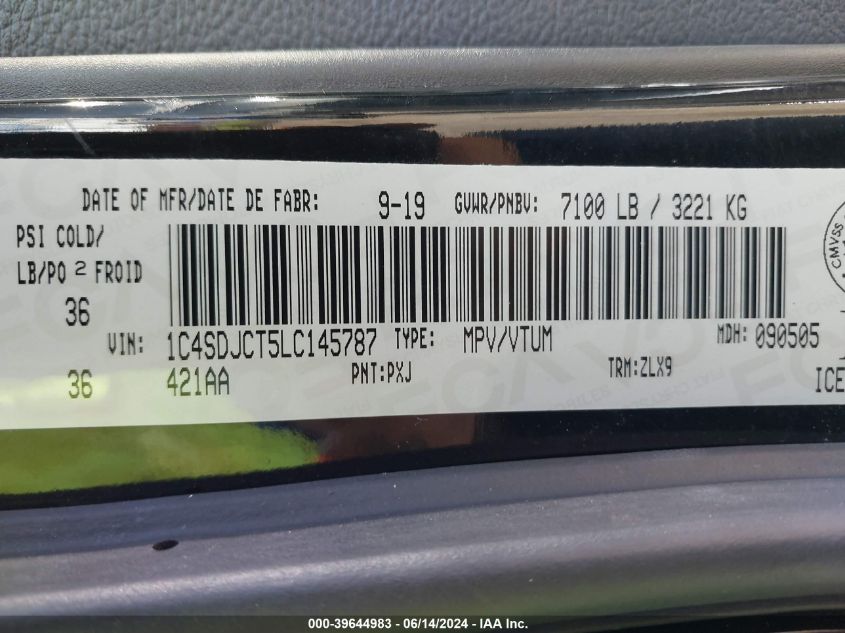 DATE OF MFR/DATE DE FABR: 9-19 GVWR/PNBV: 7100 LB / 3221 KG
PSI COLD/
LB/PO 2 FROID
36
VIN: 1C4SDJCT5LC145787 TYPE: MPV/VTUM MDH: 090505
36 421AA PNT:PXJ TRM:ZLX9 ICE
CMVSS
000-39644983 - 06/14/2024 - IAA Inc.